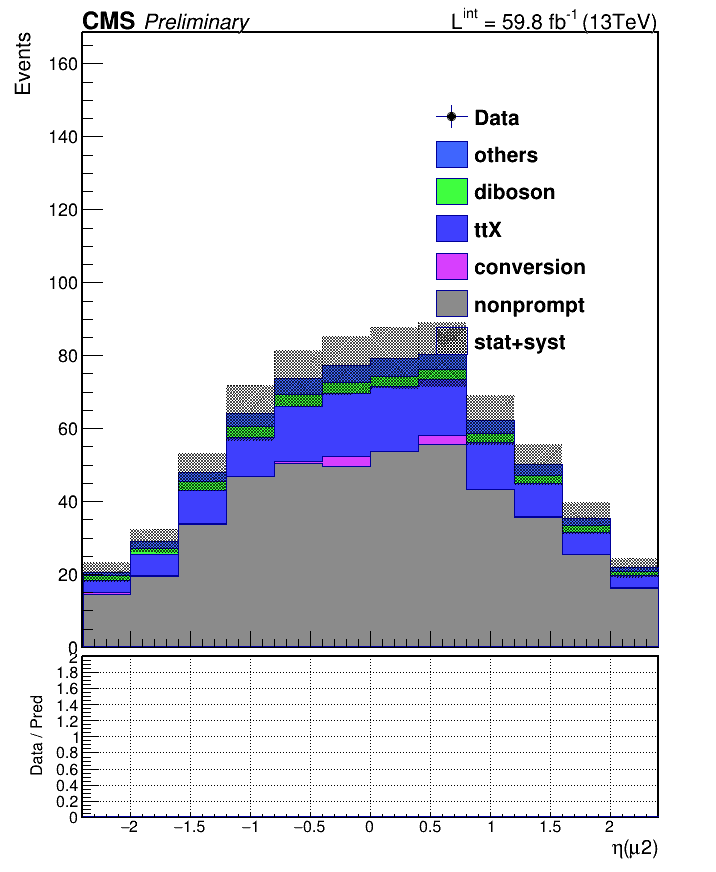 CMS Preliminary
L^int = 59.8 fb^-1 (13TeV)
Events
160
140
120
100
80
60
40
20
0
Data
others
diboson
ttX
conversion
nonprompt
stat+syst
Data / Pred
2
1.8
1.6
1.4
1.2
1
0.8
0.6
0.4
0.2
0
−2 −1.5 −1 −0.5 0 0.5 1 1.5 2
η(μ2)